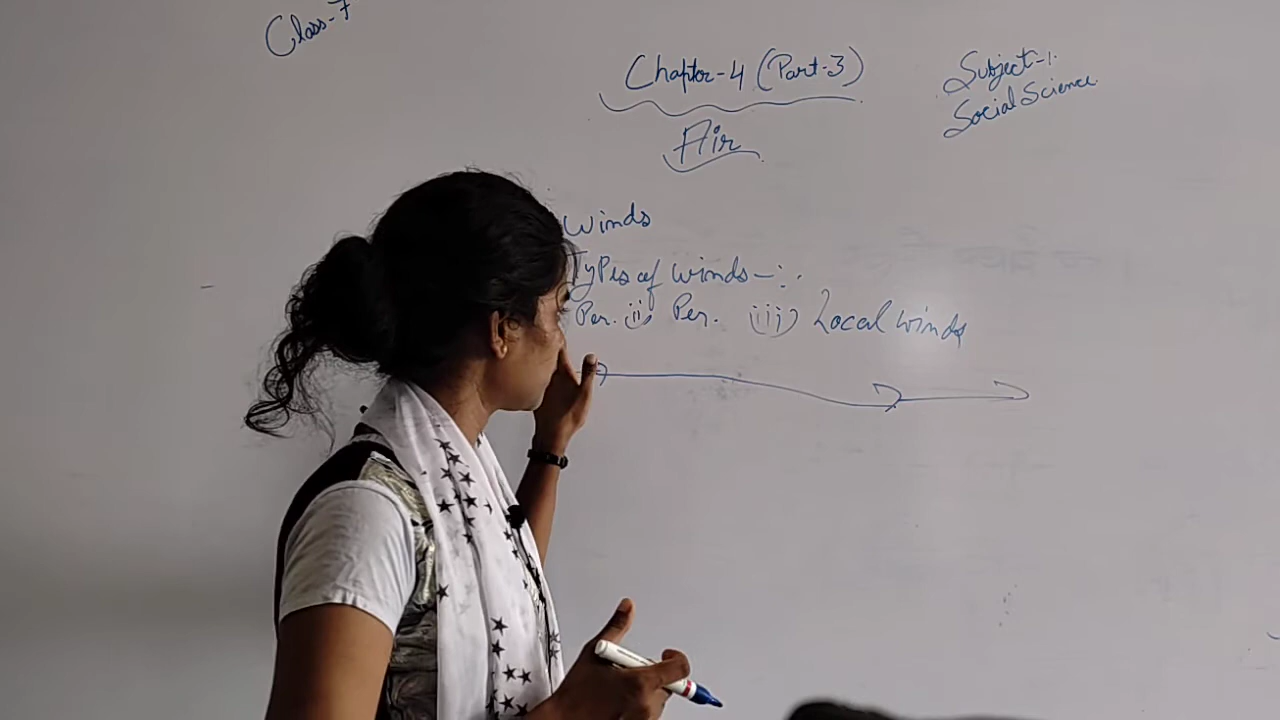 Class-7
Chapter-4 (Part-3)
Subject-1.
Social Science.
Air
Winds
Types of winds-:.
Per. ii) Per. iii) Local winds